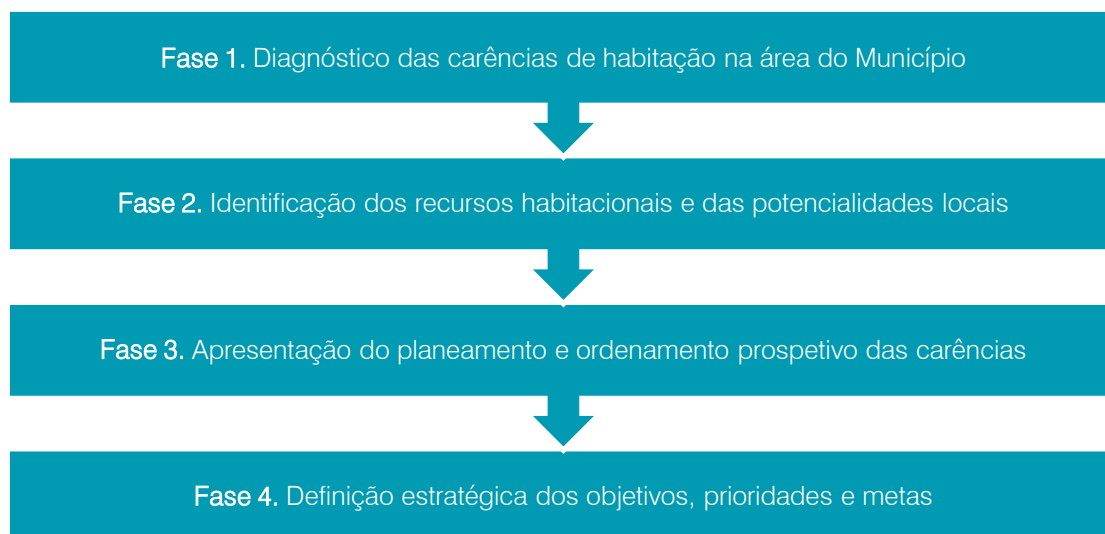 Fase 1. Diagnóstico das carências de habitação na área do Município
Fase 2. Identificação dos recursos habitacionais e das potencialidades locais
Fase 3. Apresentação do planeamento e ordenamento prospetivo das carências
Fase 4. Definição estratégica dos objetivos, prioridades e metas